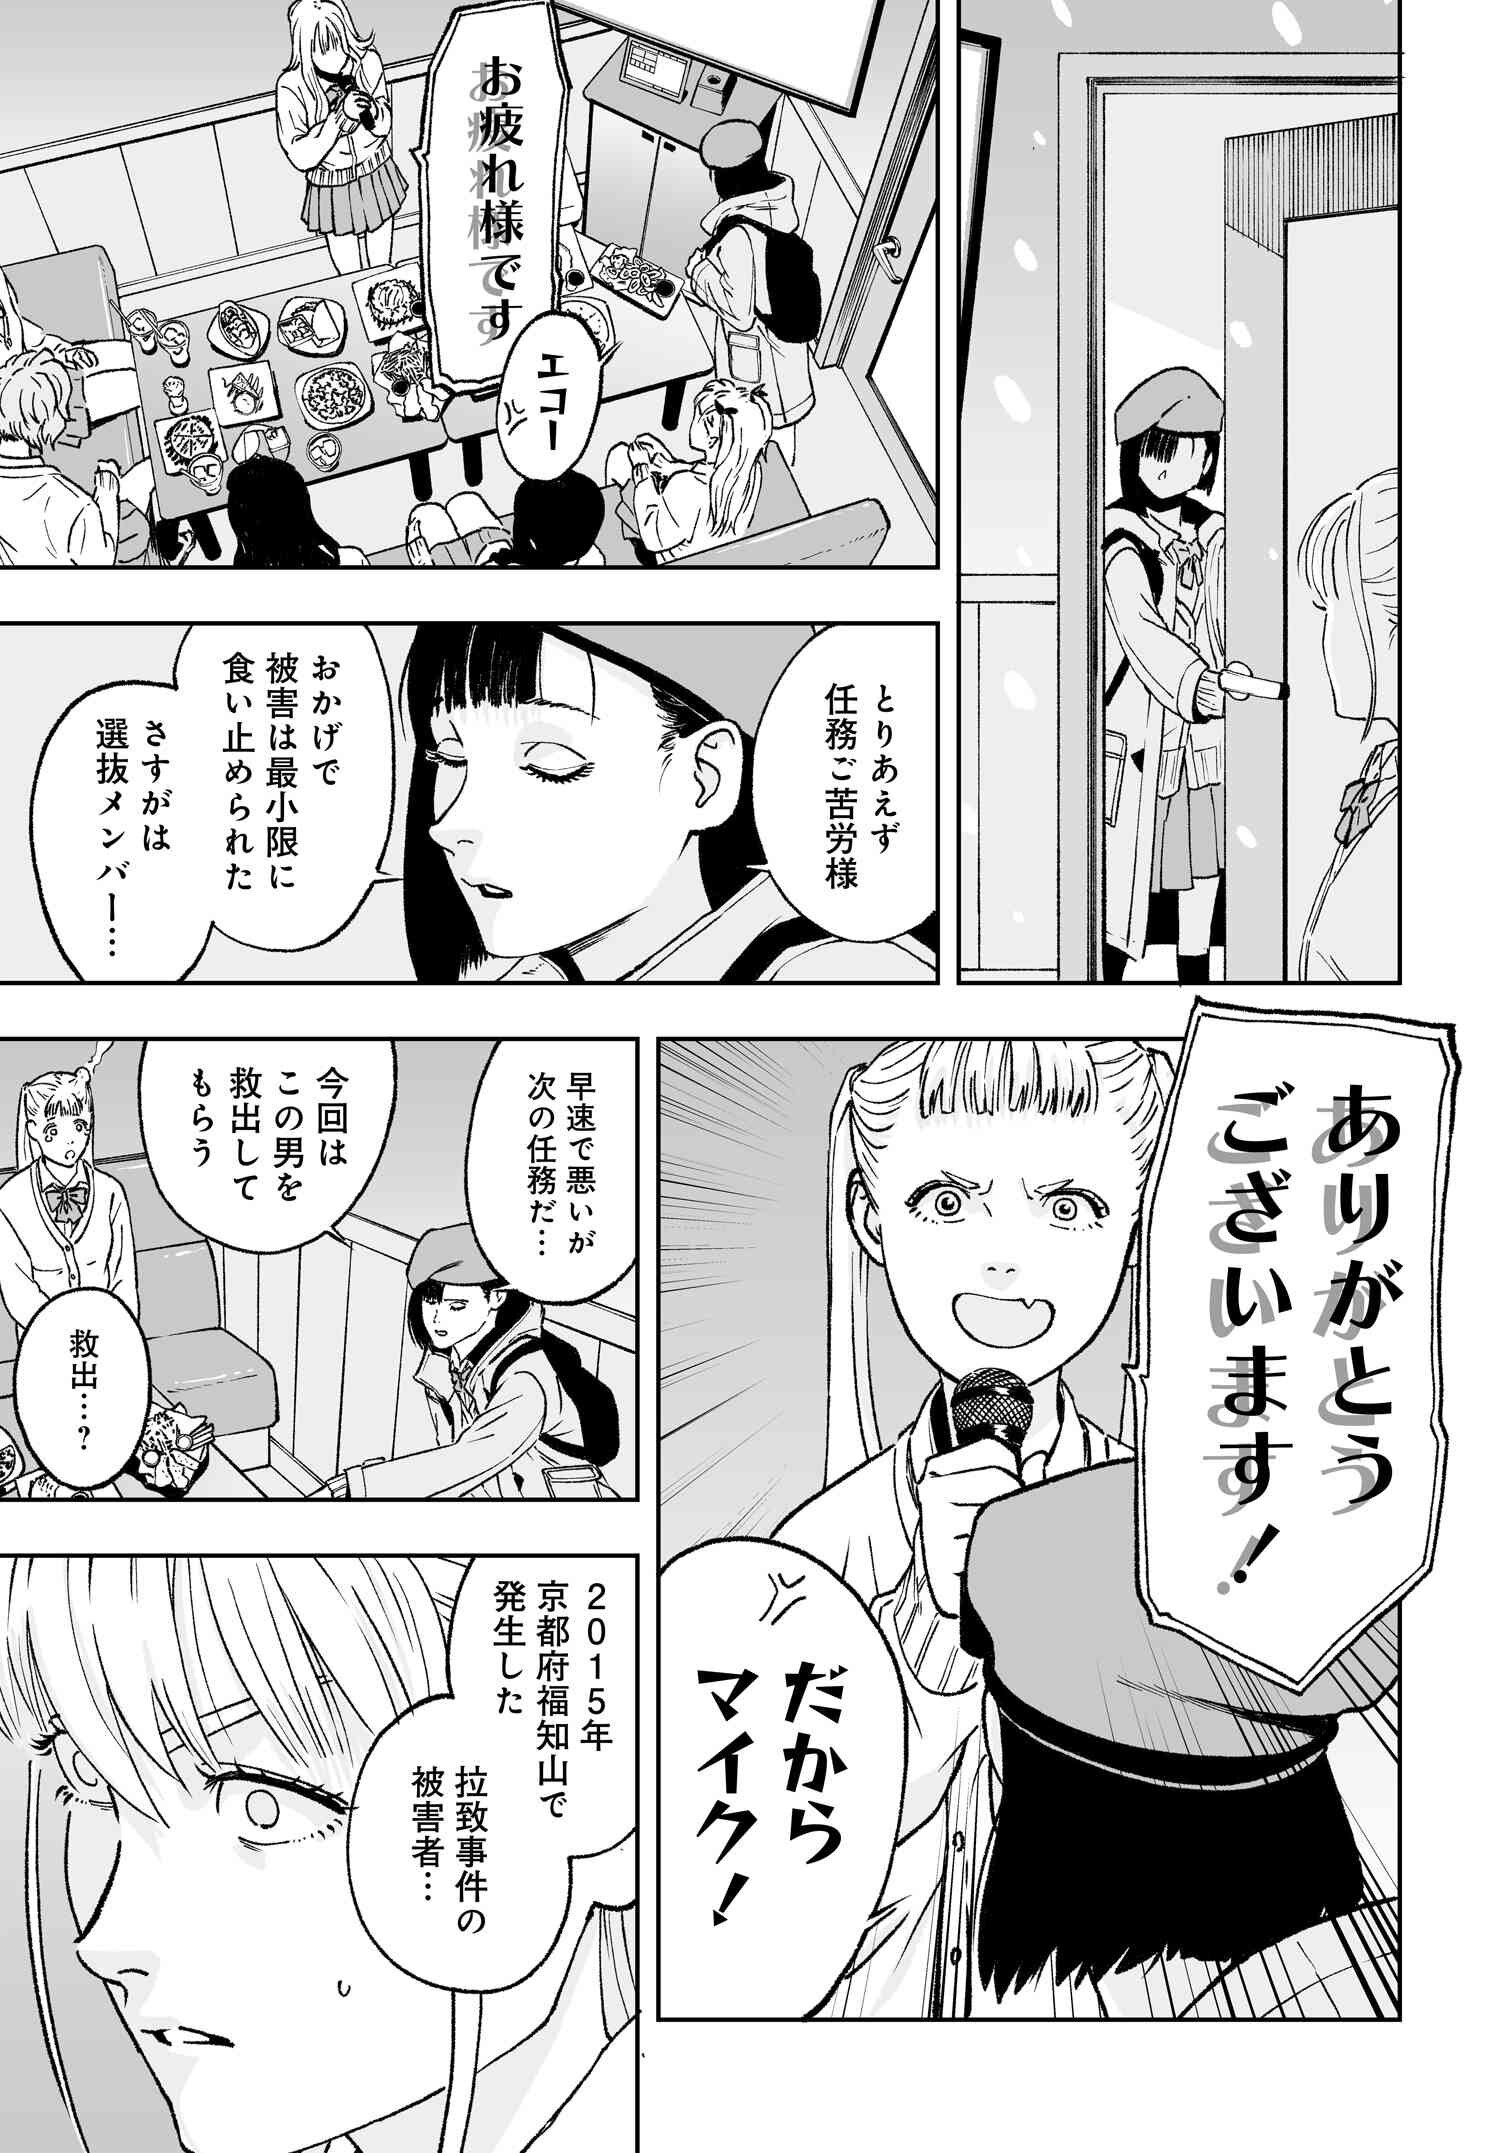 お疲れ様です
エコー
とりあえず
任務ご苦労様
おかげで
被害は最小限に
食い止められた
さすがは
選抜メンバー……
ありがとう
ございます！
だから
マイク！
早速で悪いが
次の任務だ…
今回は
この男を
救出して
もらう
救出…？
2015年
京都府福知山で
発生した
拉致事件の
被害者…